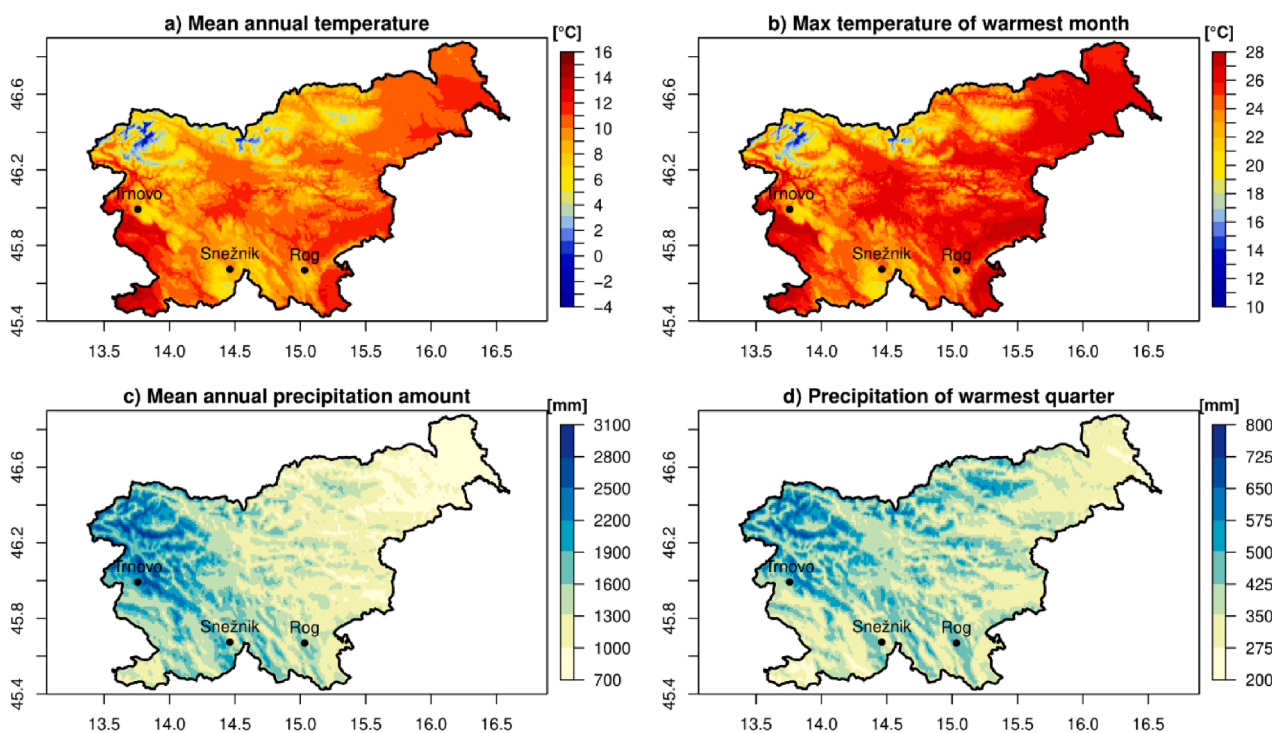 a) Mean annual temperature
[°C]
16
14
12
10
8
6
4
2
0
−2
−4
46.6
46.2
45.8
45.4
Trnovo
Snežnik
Rog
13.5 14.0 14.5 15.0 15.5 16.0 16.5
b) Max temperature of warmest month
[°C]
28
26
24
22
20
18
16
14
12
10
46.6
46.2
45.8
45.4
Trnovo
Snežnik
Rog
13.5 14.0 14.5 15.0 15.5 16.0 16.5
c) Mean annual precipitation amount
[mm]
3100
2800
2500
2200
1900
1600
1300
1000
700
46.6
46.2
45.8
45.4
Trnovo
Snežnik
Rog
13.5 14.0 14.5 15.0 15.5 16.0 16.5
d) Precipitation of warmest quarter
[mm]
800
725
650
575
500
425
350
275
200
46.6
46.2
45.8
45.4
Trnovo
Snežnik
Rog
13.5 14.0 14.5 15.0 15.5 16.0 16.5